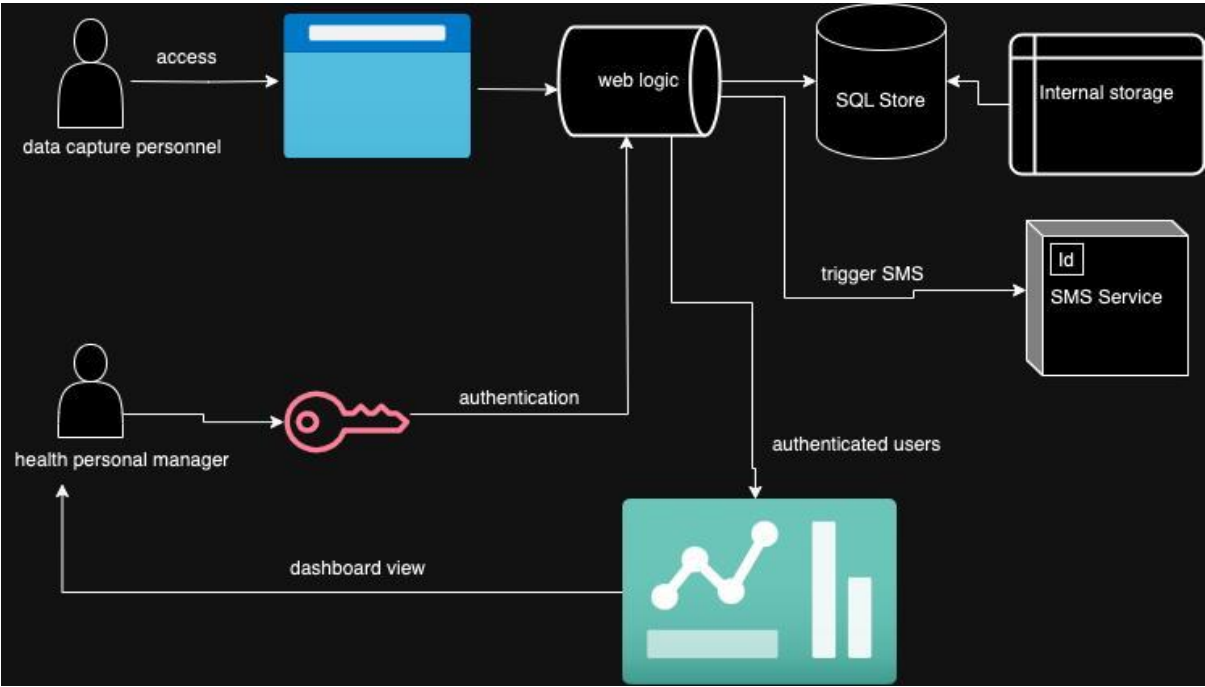 access
data capture personnel
web logic
SQL Store
Internal storage
trigger SMS
Id
SMS Service
authentication
health personal manager
authenticated users
dashboard view